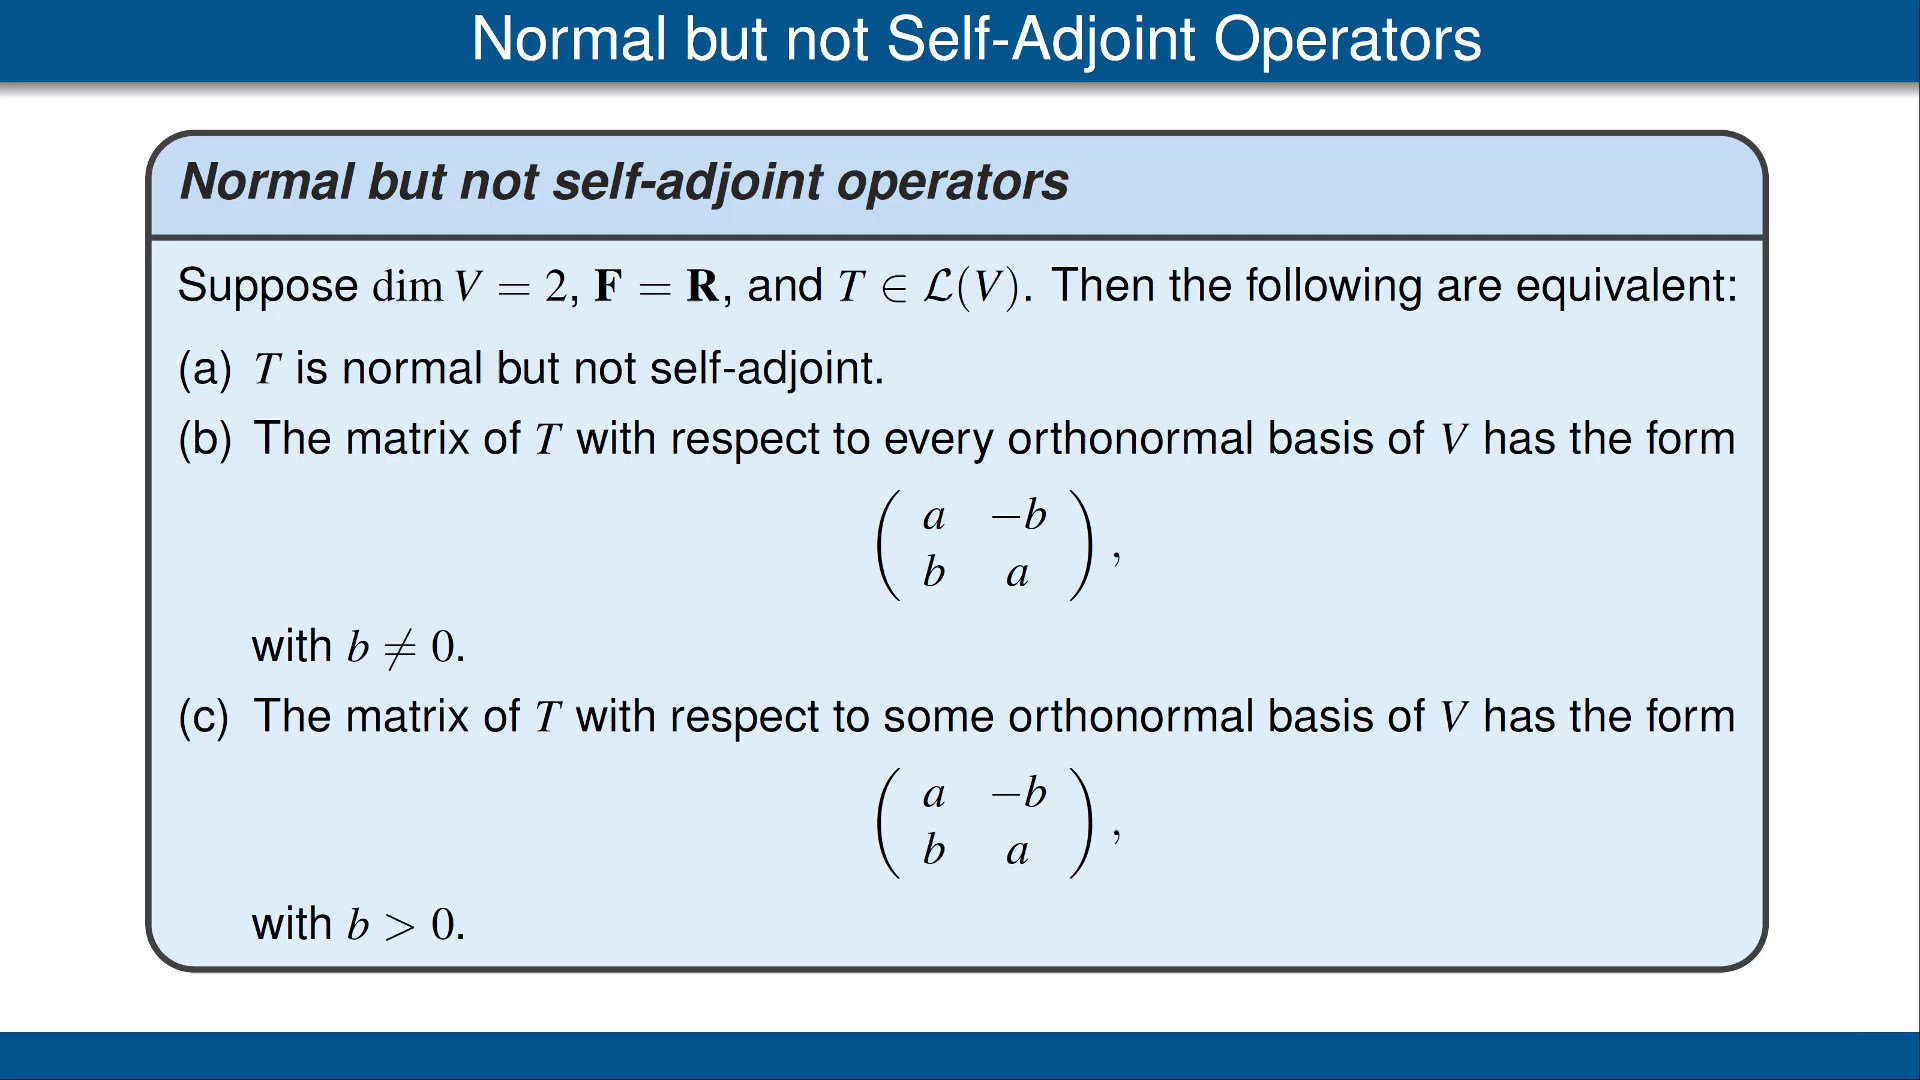 Normal but not Self-Adjoint Operators
Normal but not self-adjoint operators
Suppose dim V = 2, F = R, and T ∈ ℒ(V). Then the following are equivalent:
(a) T is normal but not self-adjoint.
(b) The matrix of T with respect to every orthonormal basis of V has the form
( a −b
b a ),
with b ≠ 0.
(c) The matrix of T with respect to some orthonormal basis of V has the form
( a −b
b a ),
with b > 0.